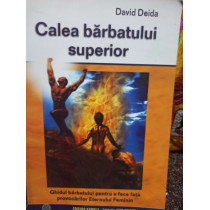 David Deida
Calea bărbatului
superior
Ghidul bărbatului pentru a face față
provocărilor Eternului Feminin